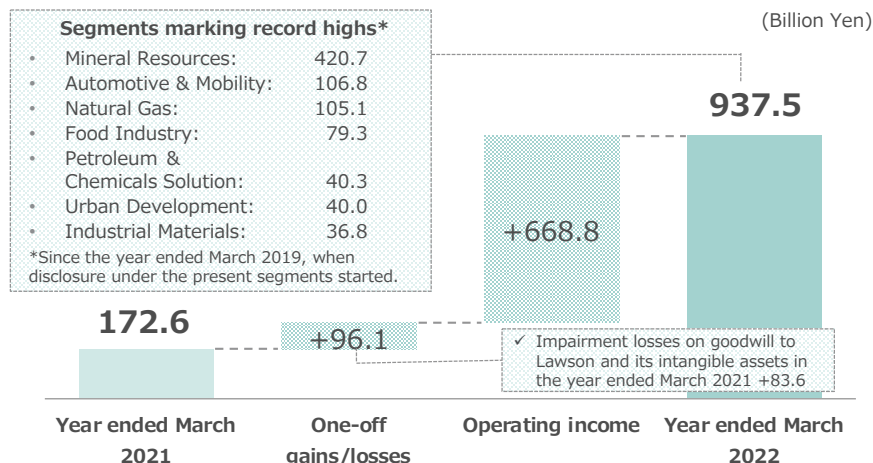 (Billion Yen)
Segments marking record highs*
• Mineral Resources: 420.7
• Automotive & Mobility: 106.8
• Natural Gas: 105.1
• Food Industry: 79.3
• Petroleum &
Chemicals Solution: 40.3
• Urban Development: 40.0
• Industrial Materials: 36.8
*Since the year ended March 2019, when
disclosure under the present segments started.
937.5
+668.8
172.6
+96.1
✓ Impairment losses on goodwill to
Lawson and its intangible assets in
the year ended March 2021 +83.6
Year ended March
2021
One-off
gains/losses
Operating income
Year ended March
2022